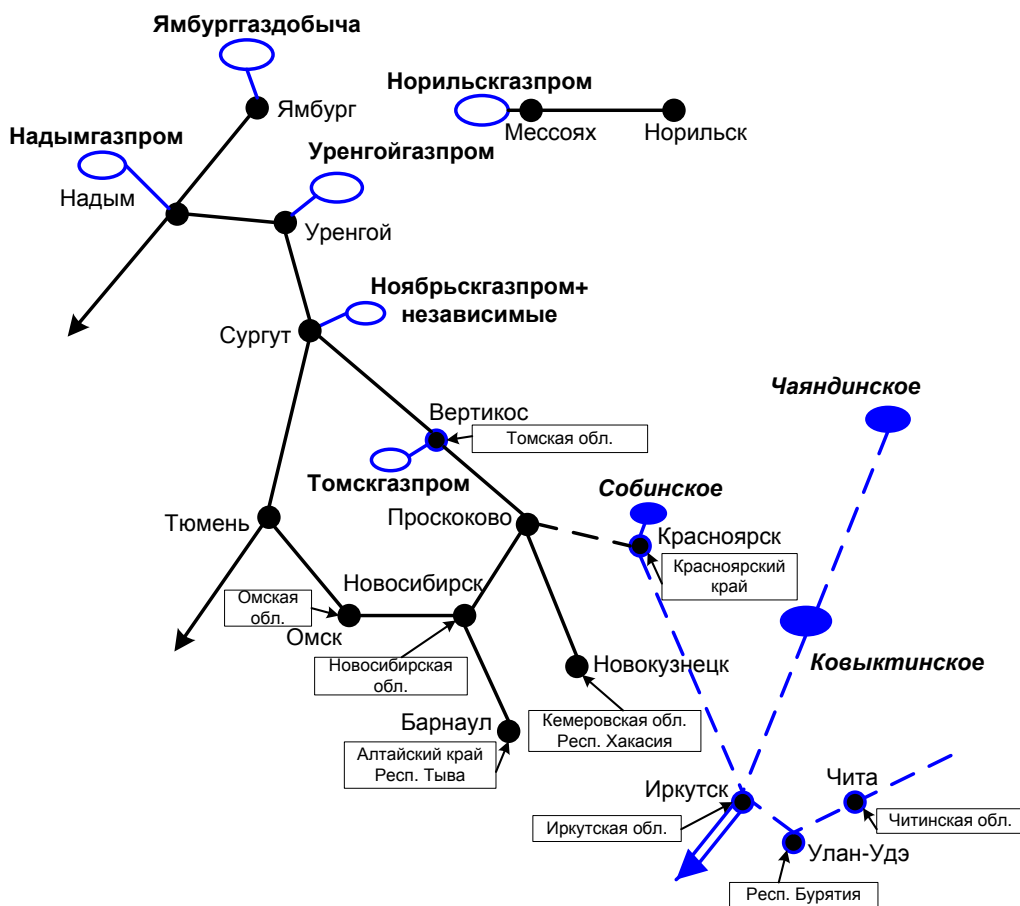 Ямбурггаздобыча
Ямбург
Норильскгазпром
Мессоях
Норильск
Надымгазпром
Надым
Уренгойгазпром
Уренгой
Ноябрьскгазпром+
независимые
Сургут
Чаяндинское
Вертикос
Томская обл.
Томскгазпром
Собинское
Тюмень
Проскоково
Красноярск
Красноярский
край
Новосибирск
Омская
обл.
Омск
Новосибирская
обл.
Новокузнецк
Ковыктинское
Барнаул
Кемеровская обл.
Респ. Хакасия
Алтайский край
Респ. Тыва
Иркутск
Чита
Иркутская обл.
Читинская обл.
Улан-Удэ
Респ. Бурятия